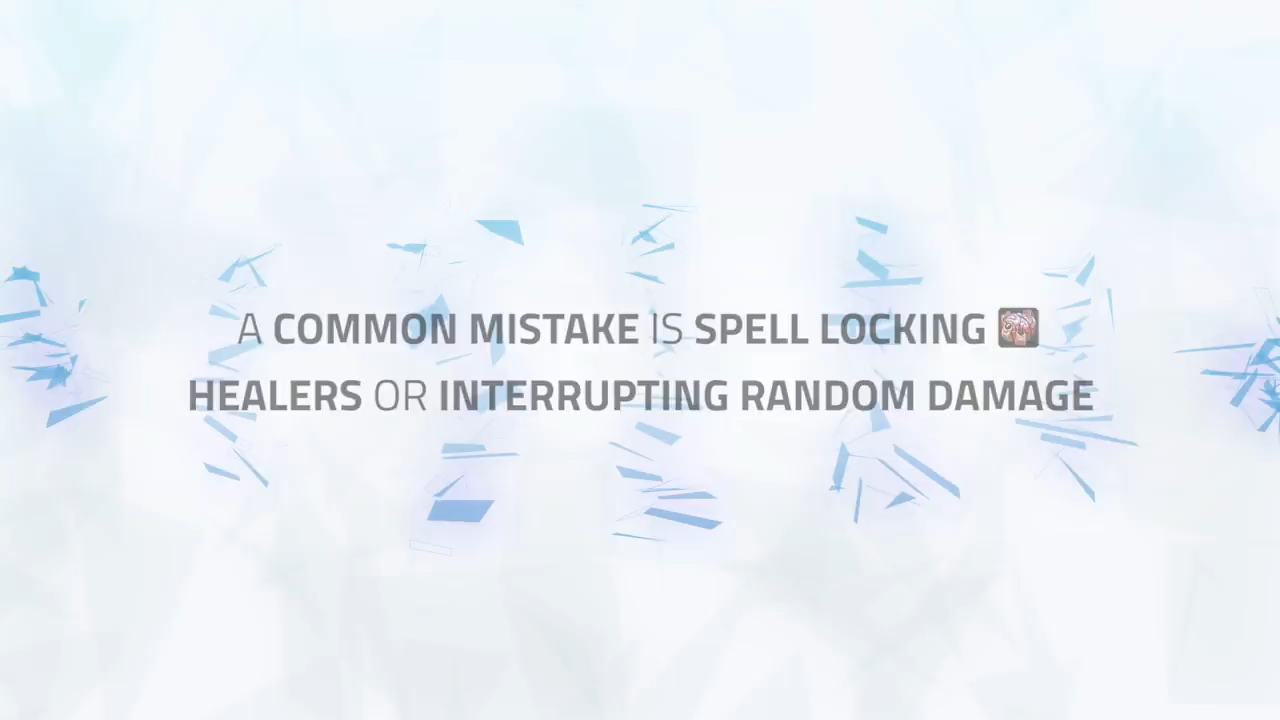 A COMMON MISTAKE IS SPELL LOCKING
HEALERS OR INTERRUPTING RANDOM DAMAGE